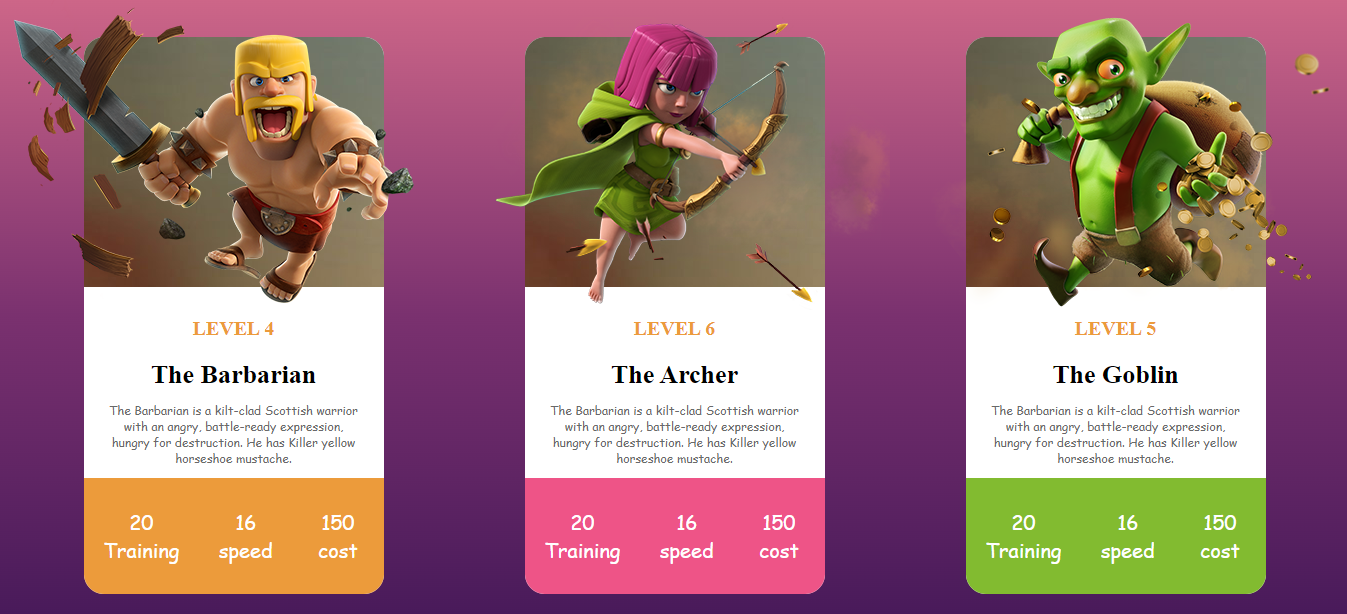 LEVEL 4
The Barbarian
The Barbarian is a kilt-clad Scottish warrior
with an angry, battle-ready expression,
hungry for destruction. He has Killer yellow
horseshoe mustache.
20
Training
16
speed
150
cost
LEVEL 6
The Archer
The Barbarian is a kilt-clad Scottish warrior
with an angry, battle-ready expression,
hungry for destruction. He has Killer yellow
horseshoe mustache.
20
Training
16
speed
150
cost
LEVEL 5
The Goblin
The Barbarian is a kilt-clad Scottish warrior
with an angry, battle-ready expression,
hungry for destruction. He has Killer yellow
horseshoe mustache.
20
Training
16
speed
150
cost